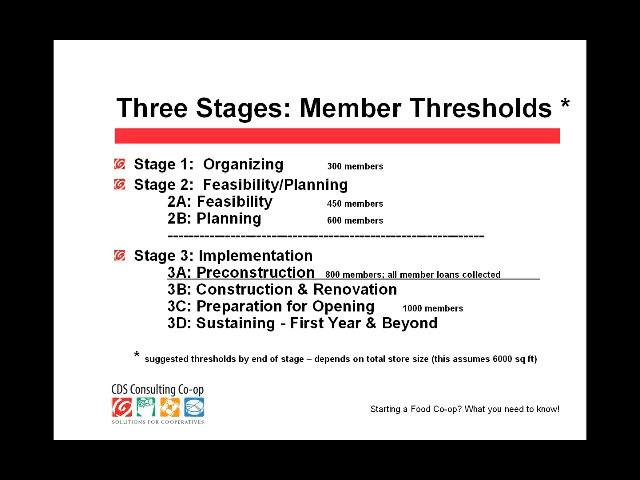 Three Stages: Member Thresholds *
Stage 1: Organizing 300 members
Stage 2: Feasibility/Planning
2A: Feasibility 450 members
2B: Planning 600 members
Stage 3: Implementation
3A: Preconstruction 800 members; all member loans collected
3B: Construction & Renovation
3C: Preparation for Opening 1000 members
3D: Sustaining - First Year & Beyond
* suggested thresholds by end of stage – depends on total store size (this assumes 6000 sq ft)
CDS Consulting Co-op
SOLUTIONS FOR COOPERATIVES
Starting a Food Co-op? What you need to know!